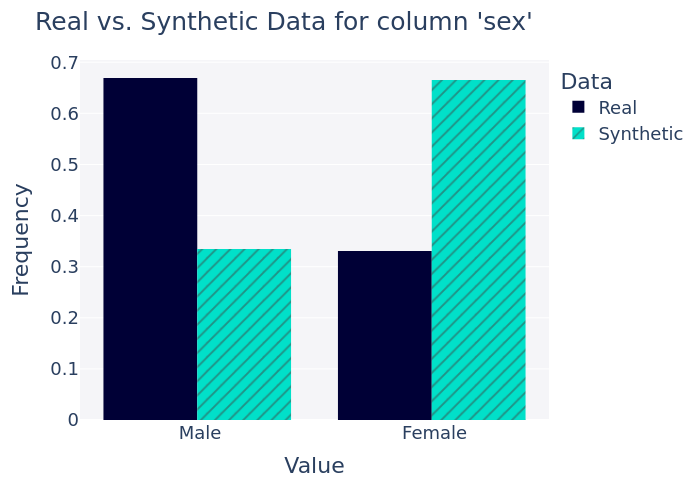 Real vs. Synthetic Data for column 'sex'
Data
Real
Synthetic
Frequency
0.7
0.6
0.5
0.4
0.3
0.2
0.1
0
Male Female
Value